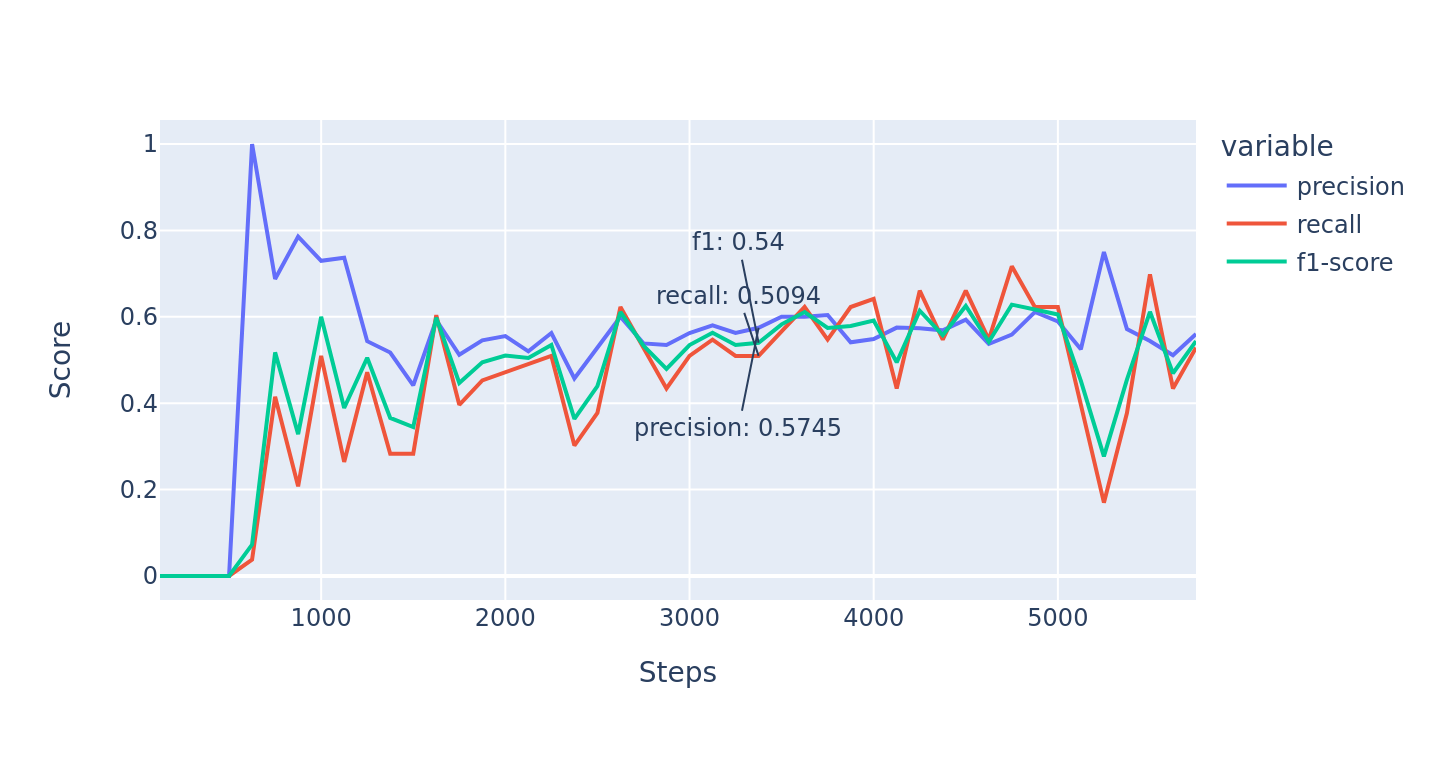 variable
precision
recall
f1-score
1
0.8
0.6
0.4
0.2
0
Score
f1: 0.54
recall: 0.5094
precision: 0.5745
1000 2000 3000 4000 5000
Steps